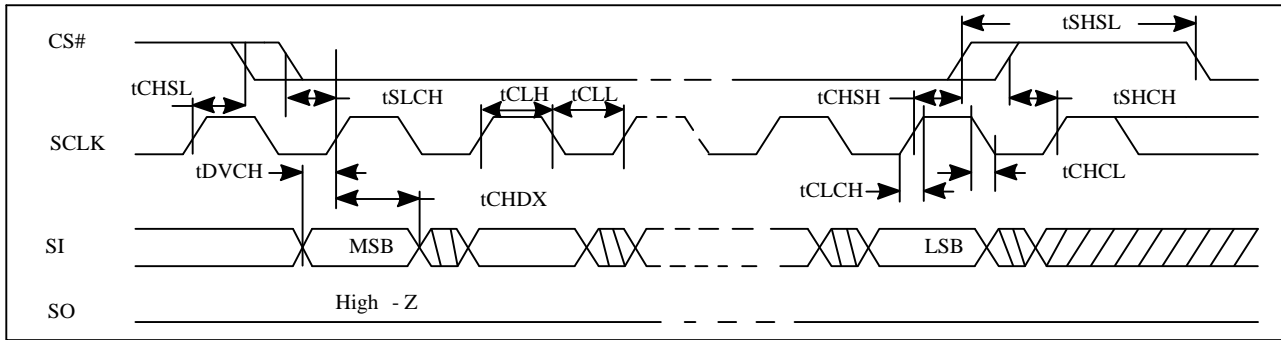 tSHSL
CS#
tCHSL tSLCH tCLH tCLL tCHSH tSHCH
SCLK
tDVCH tCHDX tCLCH tCHCL
SI MSB LSB
High - Z
SO